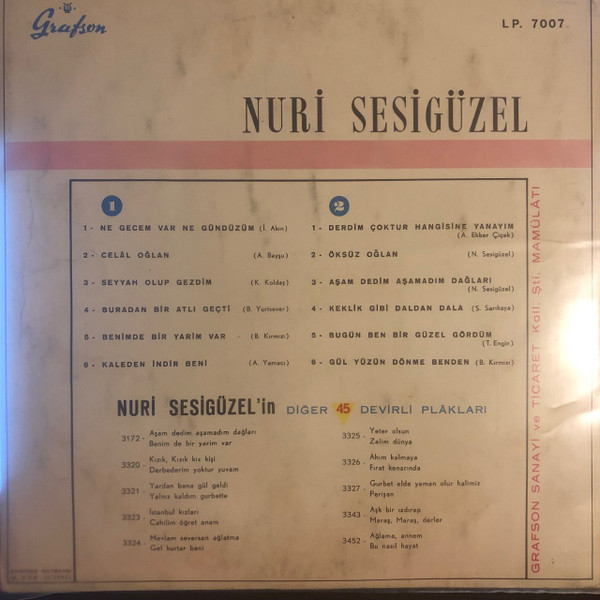 Grafson
LP. 7007
NURİ SESİGÜZEL
1
1 - NE GECEM VAR NE GÜNDÜZÜM (İ. Akın)
2 - CELÂL OĞLAN (A. Bayşu)
3 - SEYYAH OLUP GEZDİM (K. Koldaş)
4 - BURADAN BİR ATLI GEÇTİ (B. Yurtsever)
5 - BENİMDE BİR YARİM VAR - (B. Kırmızı)
6 - KALEDEN İNDİR BENİ (A. Yamacı)
2
1 - DERDİM ÇOKTUR HANGİSİNE YANAYIM
(A. Ekber Çiçek)
2 - ÖKSÜZ OĞLAN (N. Sesigüzel)
3 - AŞAM DEDİM AŞAMADIM DAĞLARI
(N. Sesigüzel)
4 - KEKLİK GİBİ DALDAN DALA (S. Sarıkaya)
5 - BUGÜN BEN BİR GÜZEL GÖRDÜM
(T. Engin)
6 - GÜL YÜZÜN DÖNME BENDEN (B. Kırmızı)
NURİ SESİGÜZEL'in DİĞER 45 DEVİRLİ PLÂKLARI
3172 - Aşam dedim aşamadım dağları
Benim de bir yarim var
3320 - Kızık, Kızık kız kişi
Derbederim yoktur yuvam
3321 - Yardan bana gül geldi
Yalnız kaldım gurbette
3323 - İstanbul kızları
Cahilim öğret anam
3324 - Mevlam seversan ağlatma
Gel kurtar beni
3325 - Yeter olsun
Zalim dünya
3326 - Ahım kalmaya
Fırat kenarında
3327 - Gurbet elde yaman olur halimiz
Perişan
3343 - Aşk bir ızdırap
Maraş, Maraş, derler
3452 - Ağlama, annem
Bu nasıl hayat
GRAFSON SANAYİ ve TİCARET Koll. Şti. MAMÛLÂTI